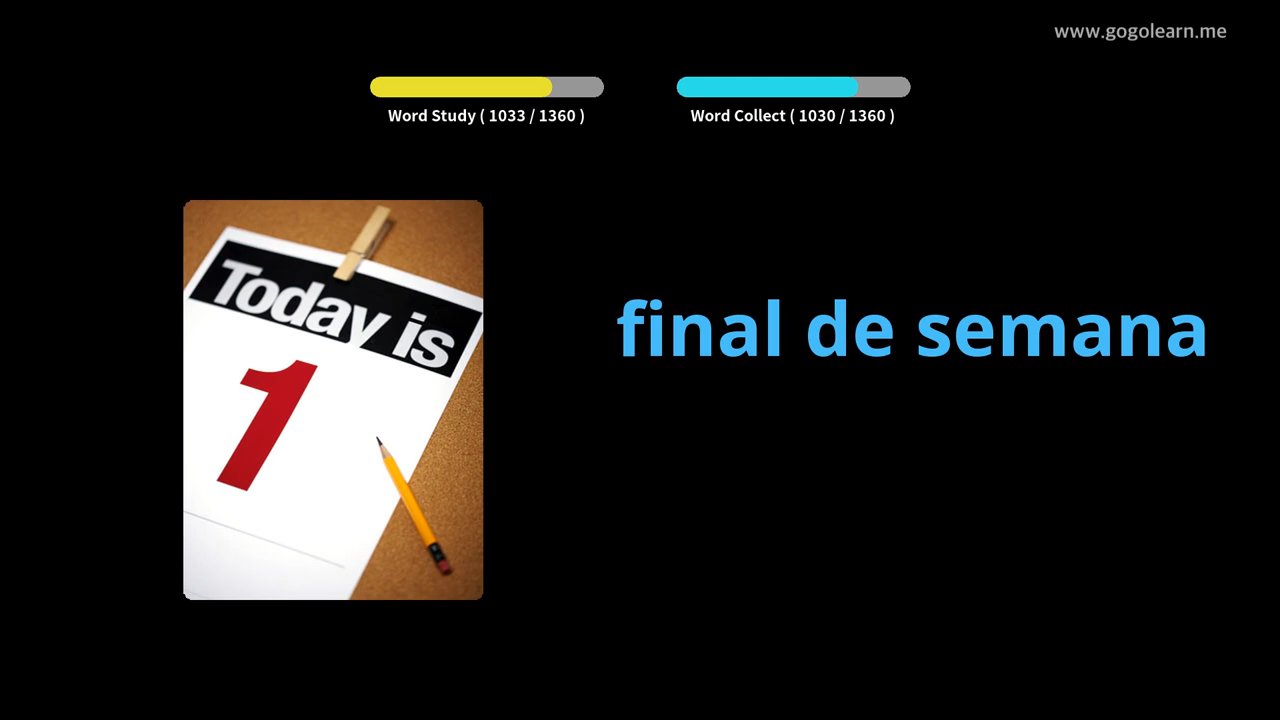 www.gogolearn.me
Word Study ( 1033 / 1360 )
Word Collect ( 1030 / 1360 )
Today is
1
final de semana